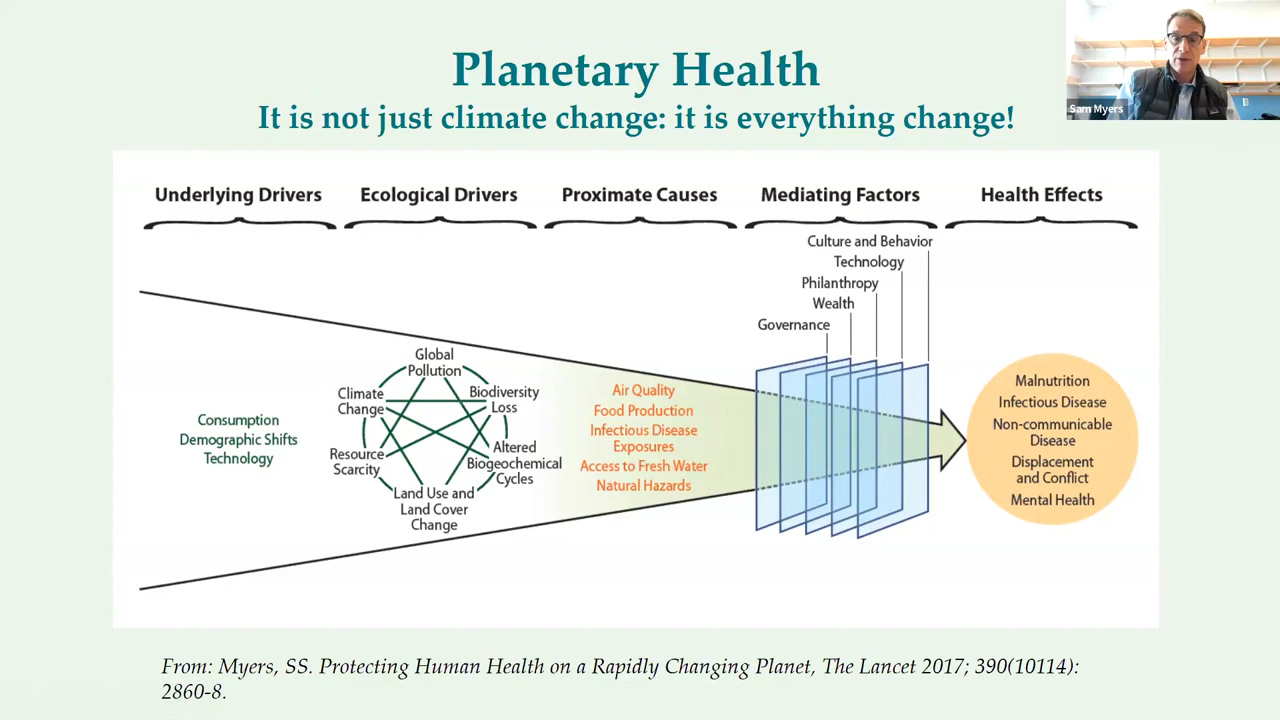 Planetary Health
It is not just climate change: it is everything change!
Sam Myers
Underlying Drivers
Ecological Drivers
Proximate Causes
Mediating Factors
Health Effects
Culture and Behavior
Technology
Philanthropy
Wealth
Governance
Consumption
Demographic Shifts
Technology
Global
Pollution
Climate
Change
Biodiversity
Loss
Resource
Scarcity
Altered
Biogeochemical
Cycles
Land Use and
Land Cover
Change
Air Quality
Food Production
Infectious Disease
Exposures
Access to Fresh Water
Natural Hazards
Malnutrition
Infectious Disease
Non-communicable
Disease
Displacement
and Conflict
Mental Health
From: Myers, SS. Protecting Human Health on a Rapidly Changing Planet, The Lancet 2017; 390(10114):
2860-8.